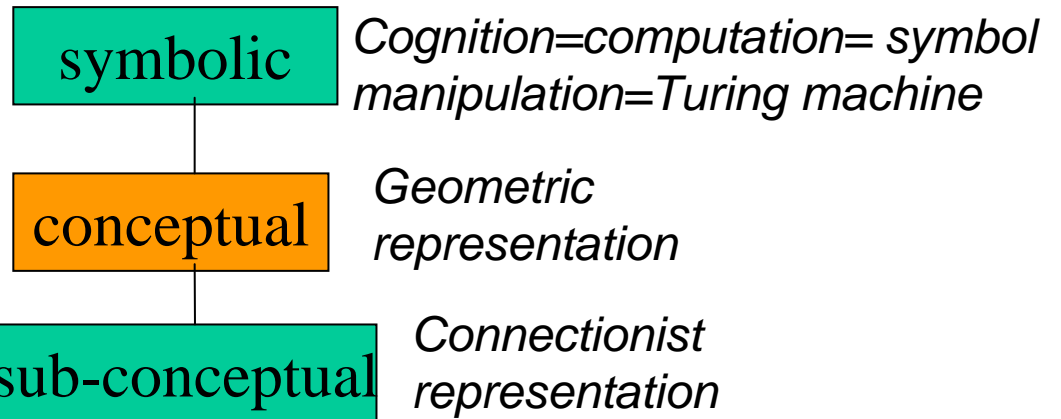 symbolic
Cognition=computation= symbol
manipulation=Turing machine
conceptual
Geometric
representation
sub-conceptual
Connectionist
representation